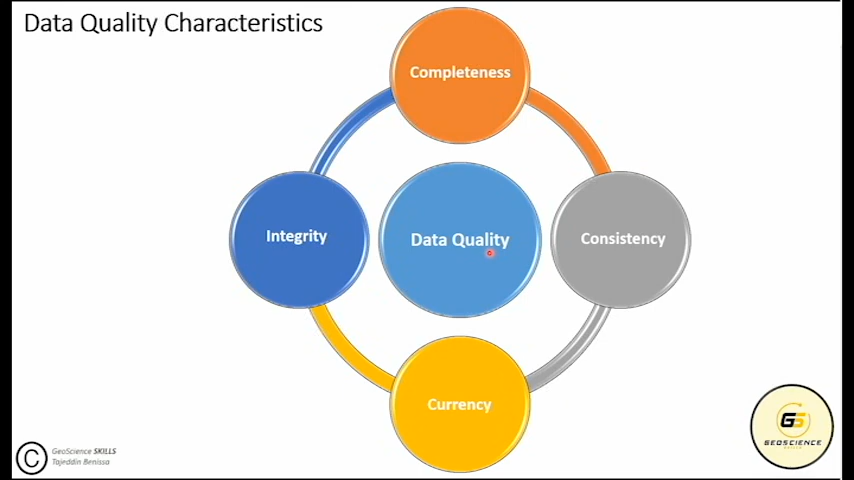 Data Quality Characteristics
Completeness
Integrity
Data Quality
Consistency
Currency
GS
GEOSCIENCE
© GeoScience SKILLS
Tajeddin Benissa